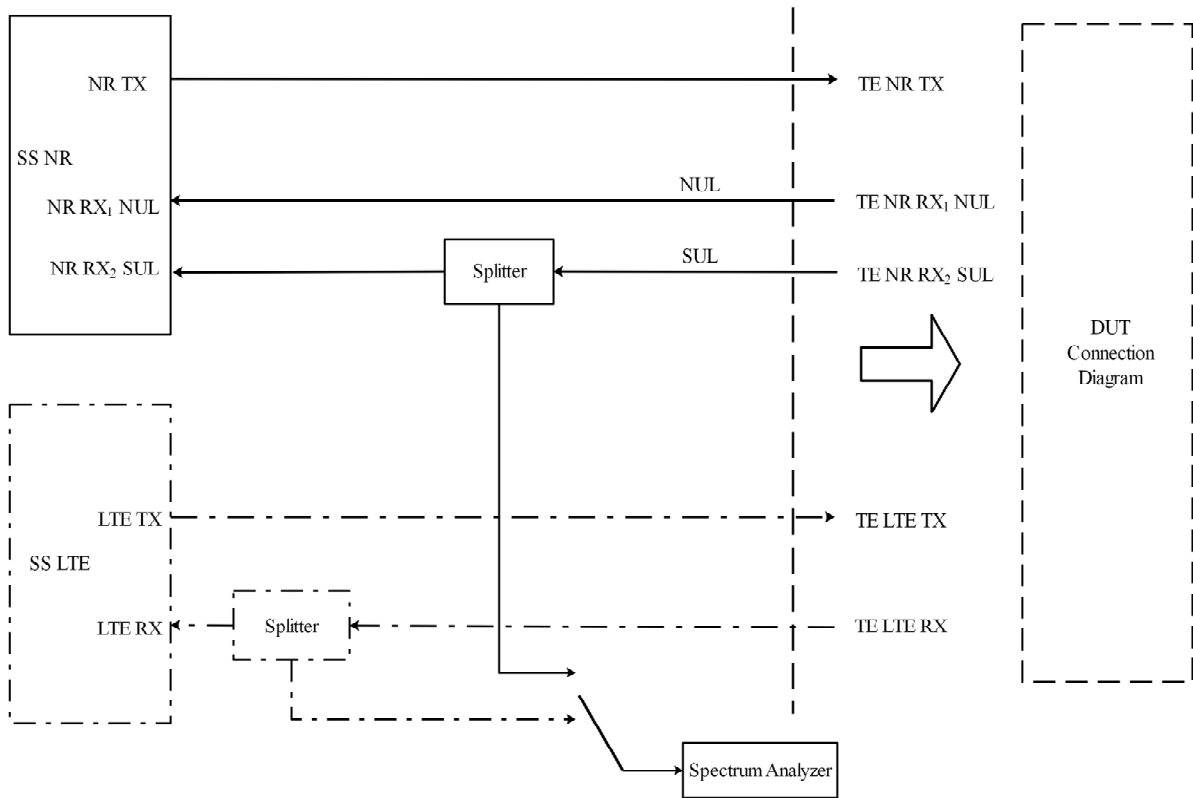 NR TX
TE NR TX
SS NR
NUL
NR RX₁ NUL
TE NR RX₁ NUL
SUL
NR RX₂ SUL
Splitter
TE NR RX₂ SUL
DUT
Connection
Diagram
LTE TX
TE LTE TX
SS LTE
LTE RX
Splitter
TE LTE RX
Spectrum Analyzer